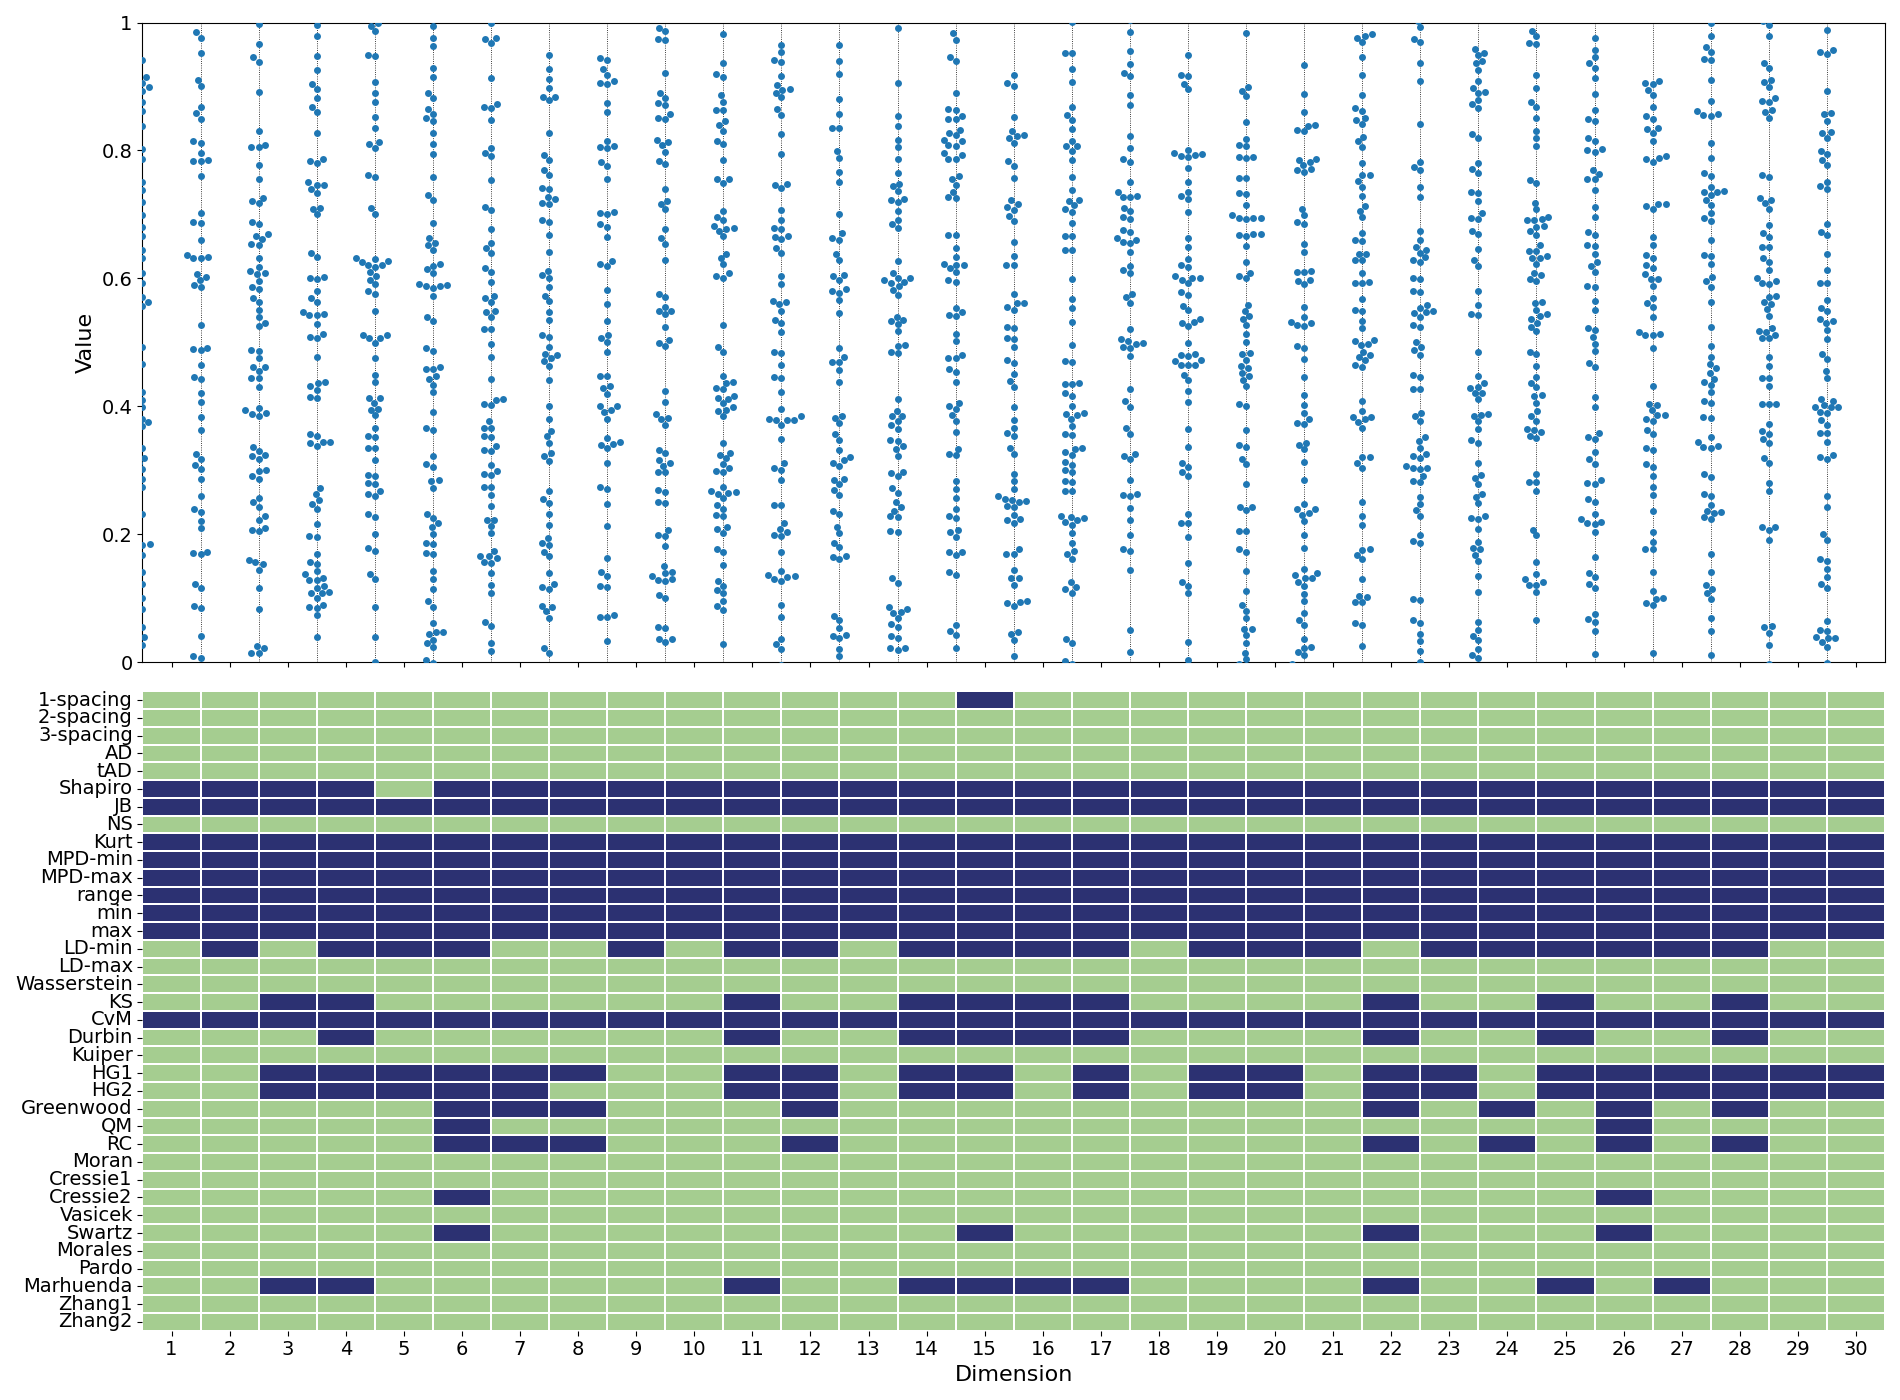 1
0.8
0.6
0.4
0.2
0
Value
1-spacing
2-spacing
3-spacing
AD
tAD
Shapiro
JB
NS
Kurt
MPD-min
MPD-max
range
min
max
LD-min
LD-max
Wasserstein
KS
CvM
Durbin
Kuiper
HG1
HG2
Greenwood
QM
RC
Moran
Cressie1
Cressie2
Vasicek
Swartz
Morales
Pardo
Marhuenda
Zhang1
Zhang2
1 2 3 4 5 6 7 8 9 10 11 12 13 14 15 16 17 18 19 20 21 22 23 24 25 26 27 28 29 30
Dimension